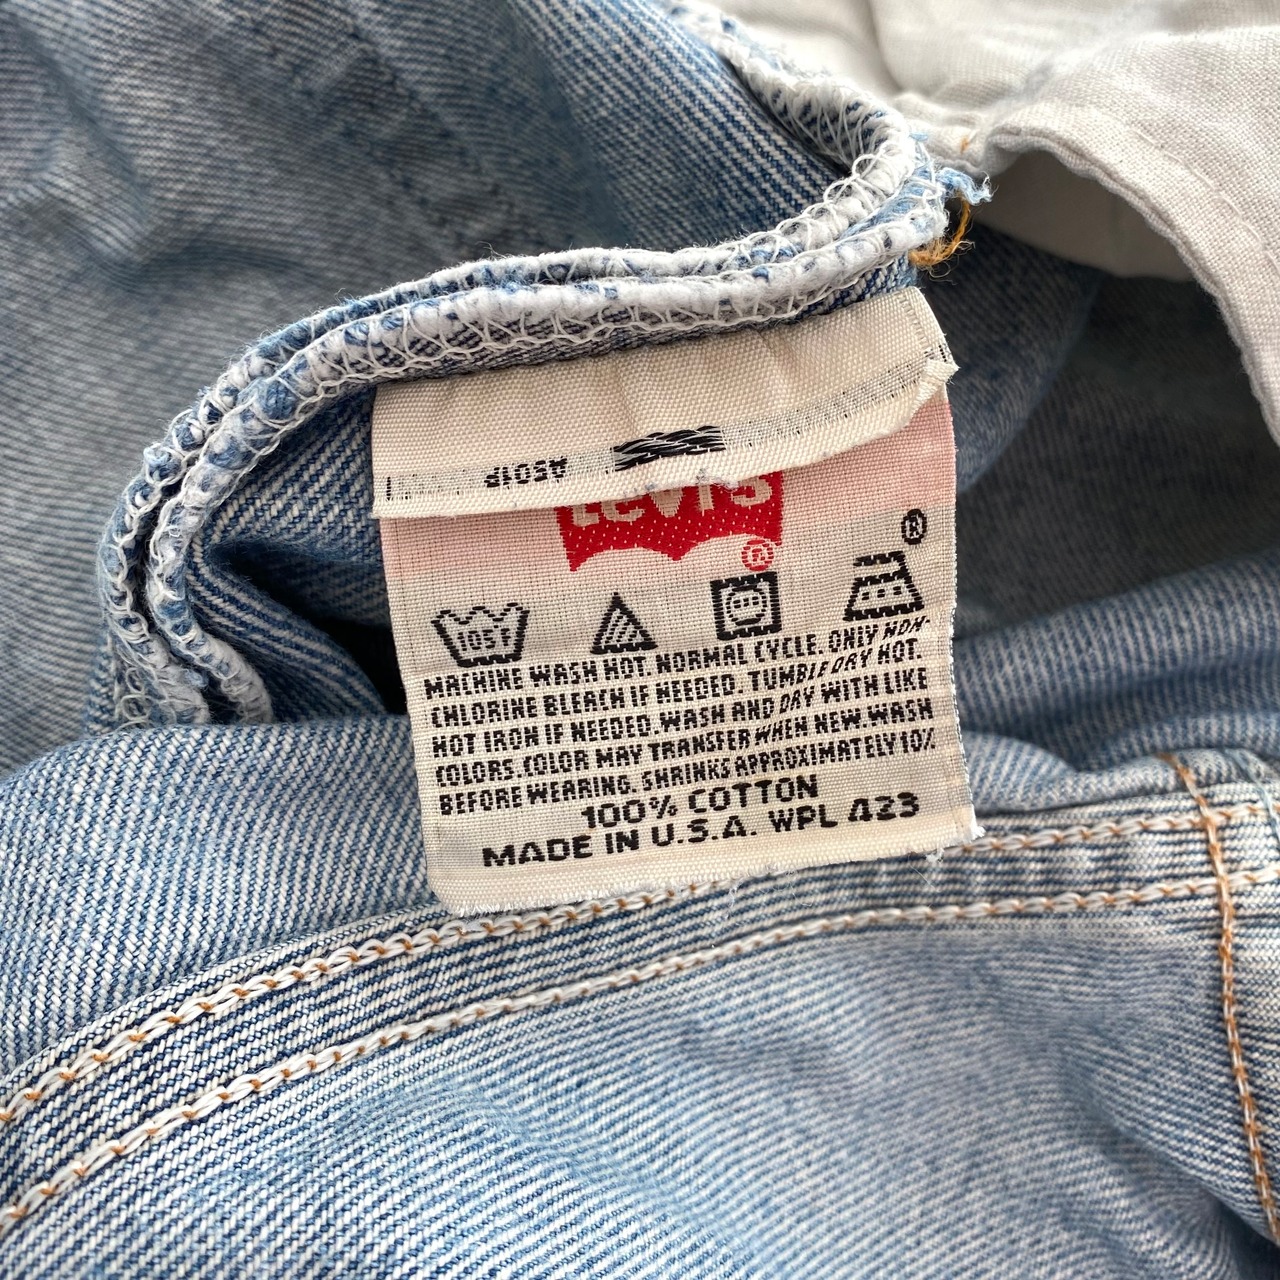 A501P
Levi's
®
®
105F
MACHINE WASH HOT. NORMAL CYCLE. ONLY NON-
CHLORINE BLEACH IF NEEDED. TUMBLE DRY HOT.
HOT IRON IF NEEDED. WASH AND DRY WITH LIKE
COLORS. COLOR MAY TRANSFER WHEN NEW. WASH
BEFORE WEARING. SHRINKS APPROXIMATELY 10%
100% COTTON
MADE IN U.S.A. WPL 423